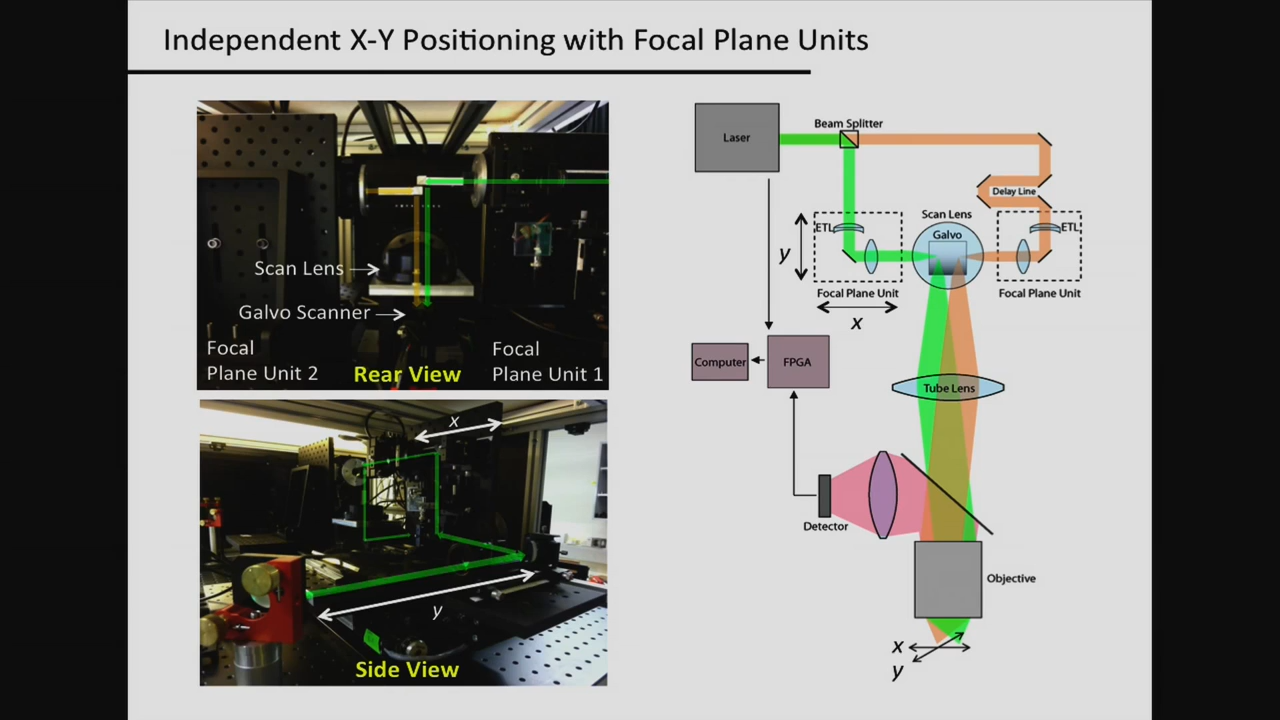 Independent X-Y Positioning with Focal Plane Units
Scan Lens
Galvo Scanner
Focal
Plane Unit 2
Rear View
Focal
Plane Unit 1
x
y
Side View
Laser
Beam Splitter
Delay Line
Scan Lens
Galvo
ETL
ETL
y
Focal Plane Unit
Focal Plane Unit
x
Computer
FPGA
Tube Lens
Detector
Objective
x
y